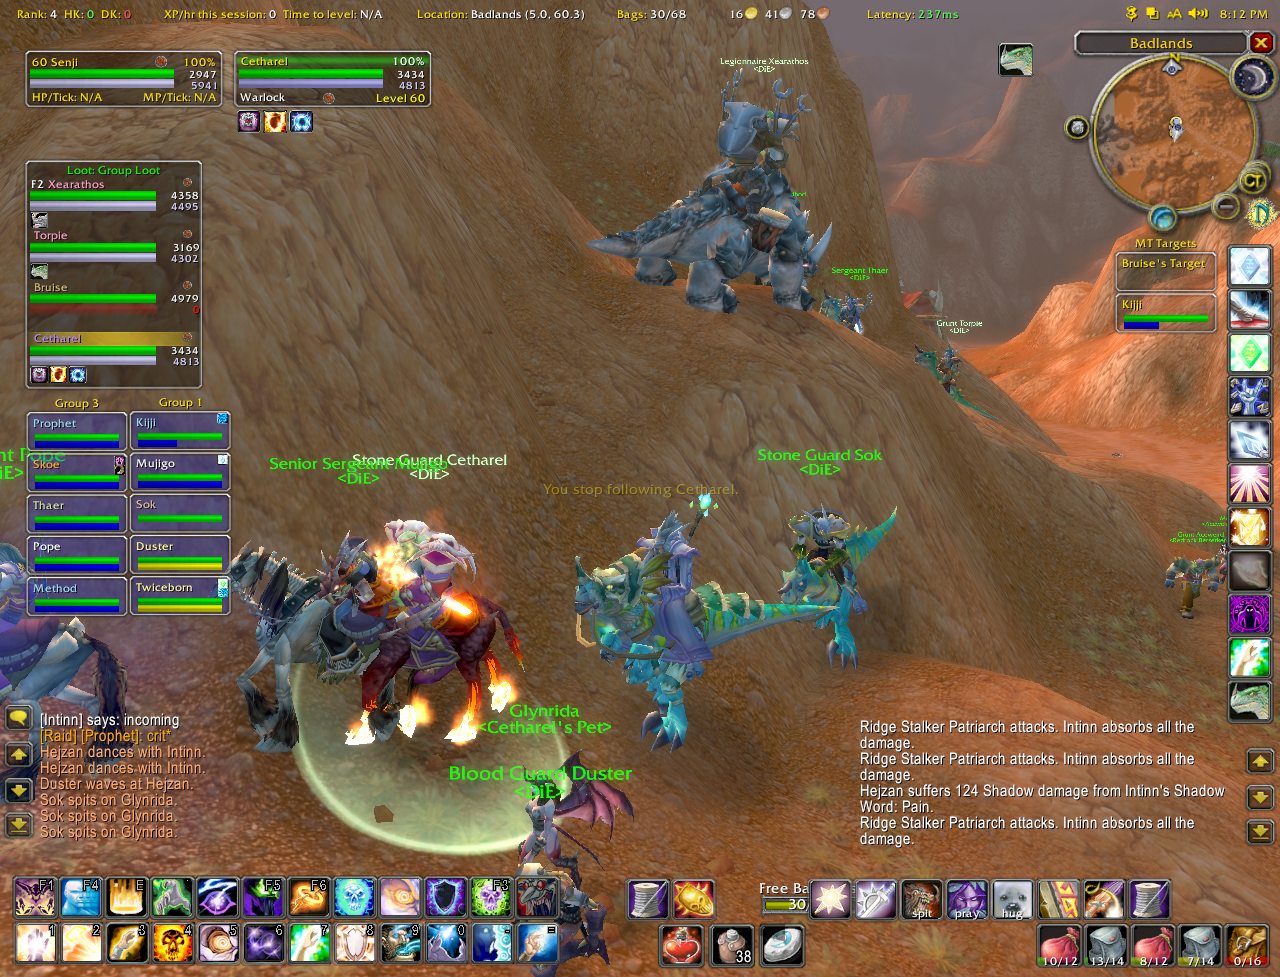 Rank: 4 HK: 0 DK: 0 XP/hr this session: 0 Time to level: N/A Location: Badlands (5.0, 60.3) Bags: 30/68 16 41 78 Latency: 237ms 8:12 PM
Badlands
60 Senji 100%
2947
5941
HP/Tick: N/A MP/Tick: N/A
Cetharel 100%
3434
4813
Warlock Level 60
Legionnaire Xearathos
<DiE>
Loot: Group Loot
F2 Xearathos
4358
4495
Torpie
3169
4302
Bruise
4979
0
Cetharel
3434
4813
CT
MT Targets
Bruise's Target
Kijji
Sergeant Thaer
<DiE>
Grunt Torpie
<DiE>
Group 3 Group 1
Prophet Kijji
Skoe Mujigo
Thaer Sok
Pope Duster
Method Twiceborn
Stone Guard Cetharel
<DiE>
Senior Sergeant
<DiE>
Stone Guard Sok
<DiE>
You stop following Cetharel.
Glynrida
<Cetharel's Pet>
Blood Guard Duster
<DiE>
[Intinn] says: incoming
[Raid] [Prophet]: crit*
Hejzan dances with Intinn.
Hejzan dances with Intinn.
Duster waves at Hejzan.
Sok spits on Glynrida.
Sok spits on Glynrida.
Sok spits on Glynrida.
Ridge Stalker Patriarch attacks. Intinn absorbs all the
damage.
Ridge Stalker Patriarch attacks. Intinn absorbs all the
damage.
Hejzan suffers 124 Shadow damage from Intinn's Shadow
Word: Pain.
Ridge Stalker Patriarch attacks. Intinn absorbs all the
damage.
F1 F4 E F5 F6 F3
Free Ba
30
spit pray hug
1 2 3 4 5 6 7 8 9 0 - =
38
10/12 13/14 8/12 7/14 0/16